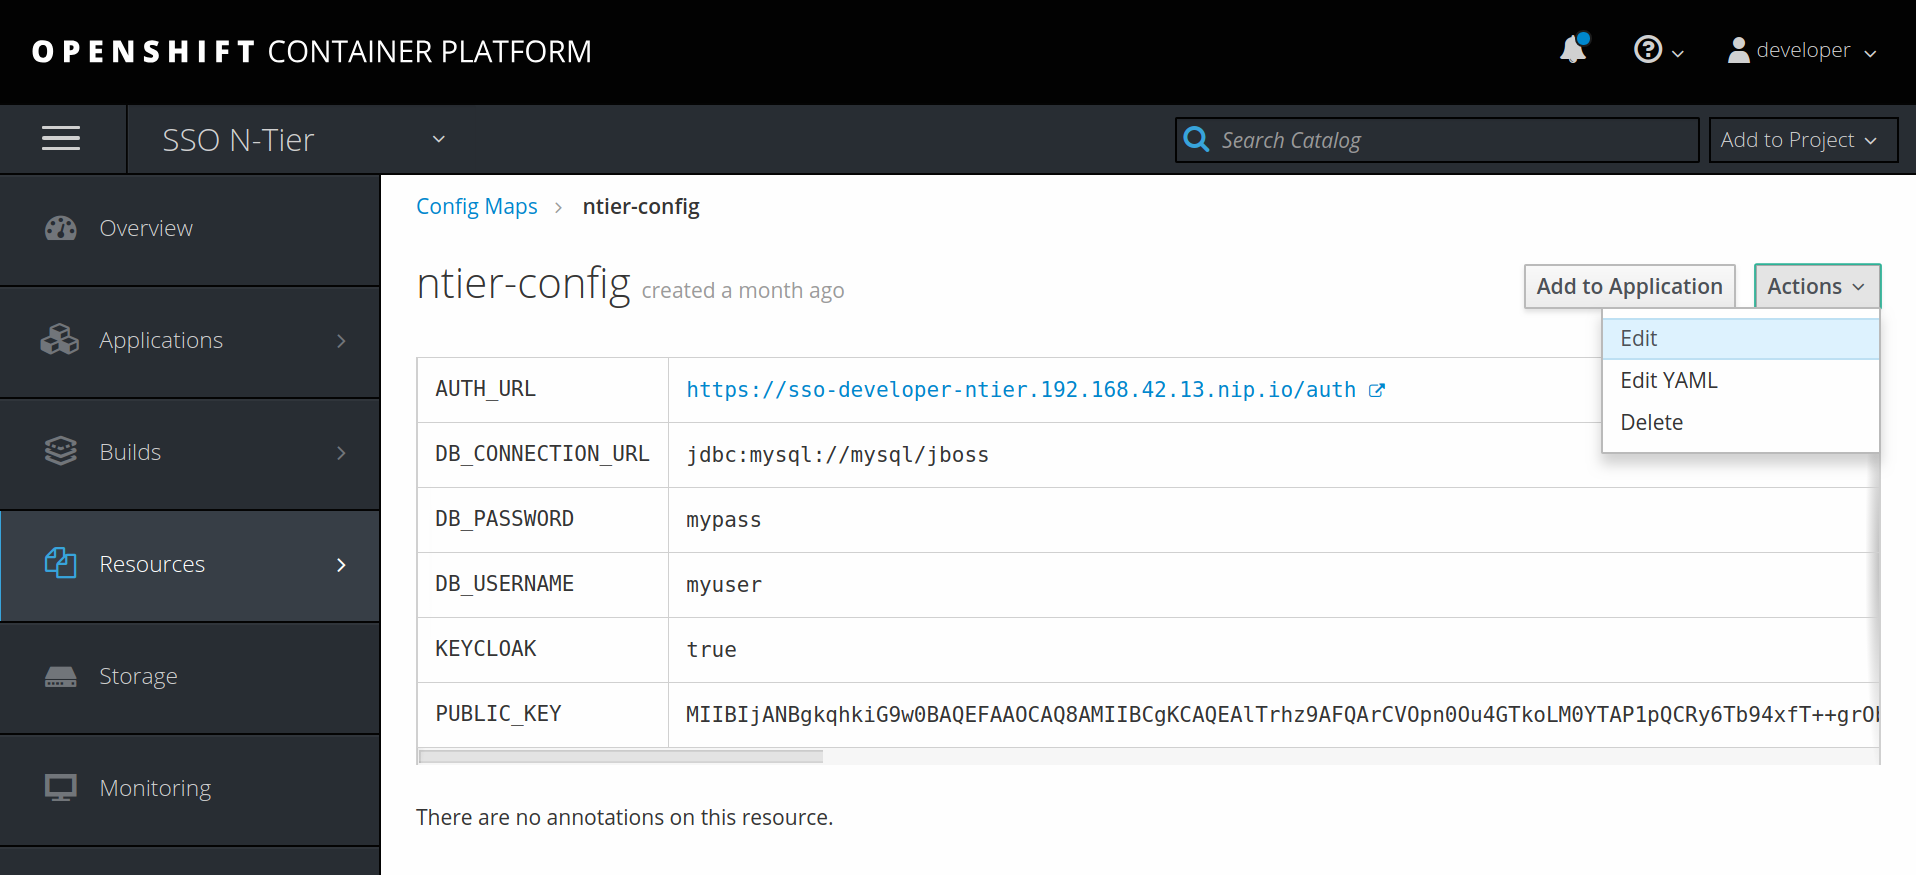 OPENSHIFT CONTAINER PLATFORM
developer
SSO N-Tier
Search Catalog
Add to Project
Overview
Applications
Builds
Resources
Storage
Monitoring
Config Maps > ntier-config
ntier-config created a month ago
Add to Application
Actions
Edit
Edit YAML
Delete
AUTH_URL https://sso-developer-ntier.192.168.42.13.nip.io/auth
DB_CONNECTION_URL jdbc:mysql://mysql/jboss
DB_PASSWORD mypass
DB_USERNAME myuser
KEYCLOAK true
PUBLIC_KEY MIIBIjANBgkqhkiG9w0BAQEFAAOCAQ8AMIIBCgKCAQEAlTrhz9AFQArCVOpn0Ou4GTkoLM0YTAP1pQCRy6Tb94xfT++grOb
There are no annotations on this resource.